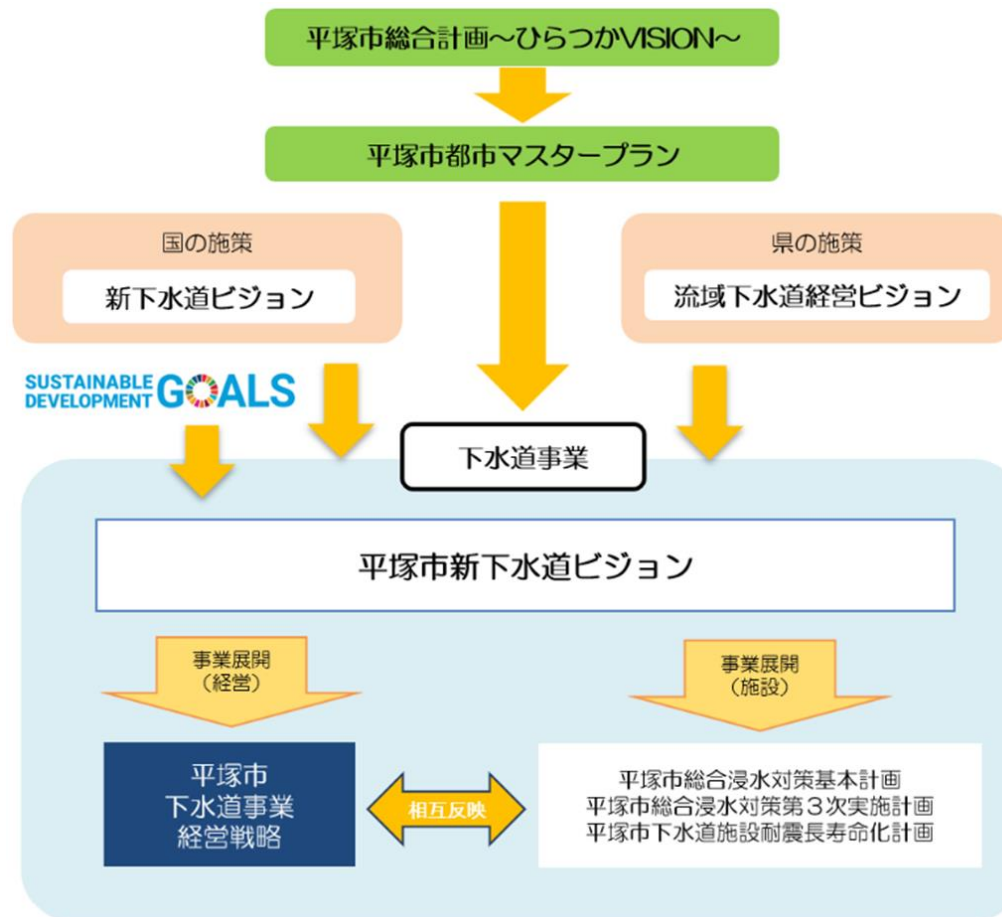 平塚市総合計画～ひらつかVISION～
平塚市都市マスタープラン
国の施策
新下水道ビジョン
県の施策
流域下水道経営ビジョン
SUSTAINABLE
DEVELOPMENT
GOALS
下水道事業
平塚市新下水道ビジョン
事業展開
（経営）
事業展開
（施設）
平塚市
下水道事業
経営戦略
相互反映
平塚市総合浸水対策基本計画
平塚市総合浸水対策第３次実施計画
平塚市下水道施設耐震長寿命化計画